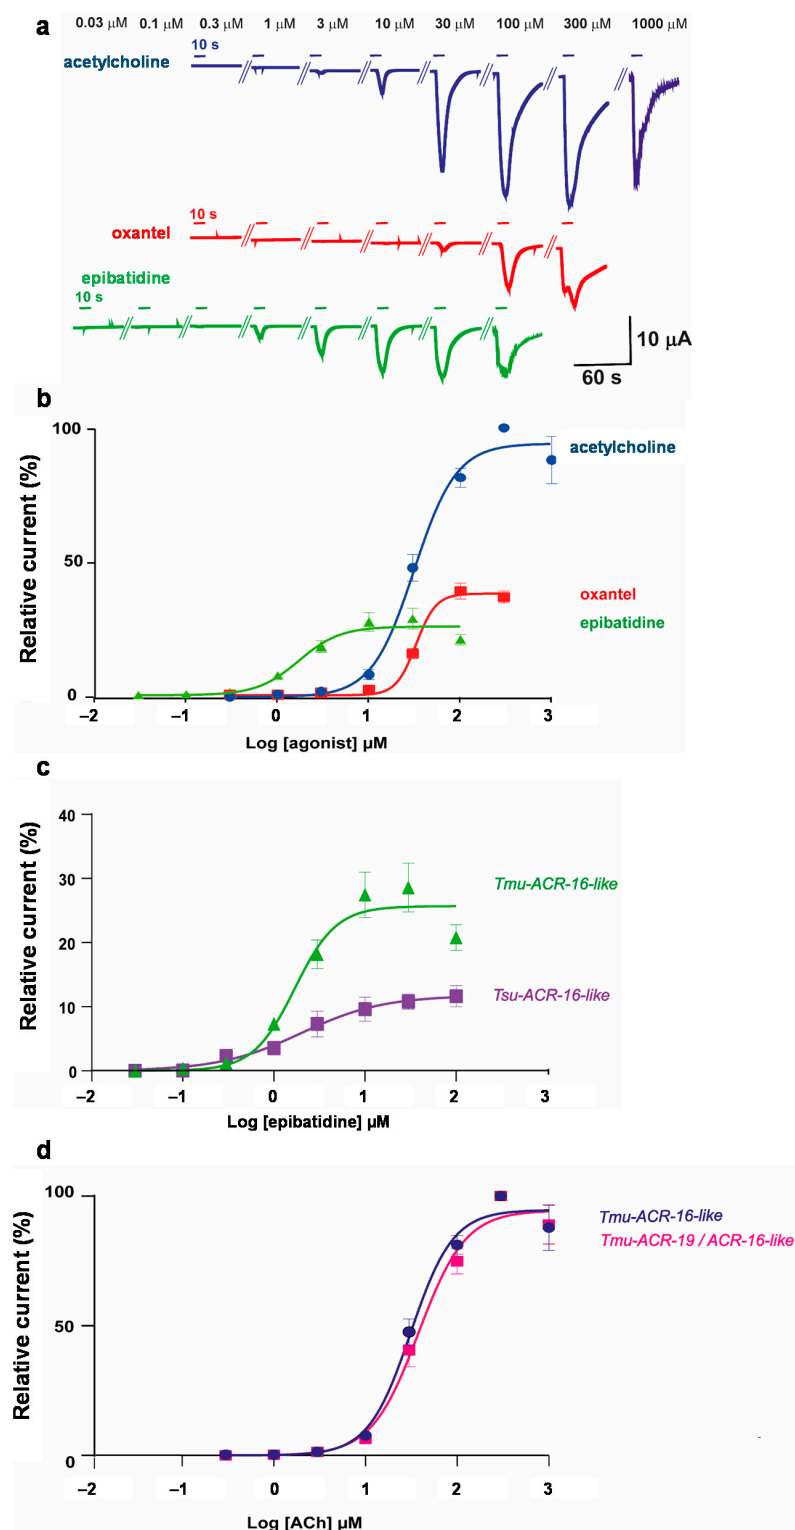 a
0.03 µM 0.1 µM 0.3 µM 1 µM 3 µM 10 µM 30 µM 100 µM 300 µM 1000 µM
10 s
acetylcholine
10 s
oxantel
epibatidine
10 s
10 µA
60 s
b
100
acetylcholine
Relative current (%)
50
oxantel
epibatidine
0
–2 –1 0 1 2 3
Log [agonist] µM
c
40
Relative current (%)
30
Tmu-ACR-16-like
20
Tsu-ACR-16-like
10
0
–2 –1 0 1 2 3
Log [epibatidine] µM
d
100
Tmu-ACR-16-like
Tmu-ACR-19 / ACR-16-like
Relative current (%)
50
0
–2 –1 0 1 2 3
Log [ACh] µM